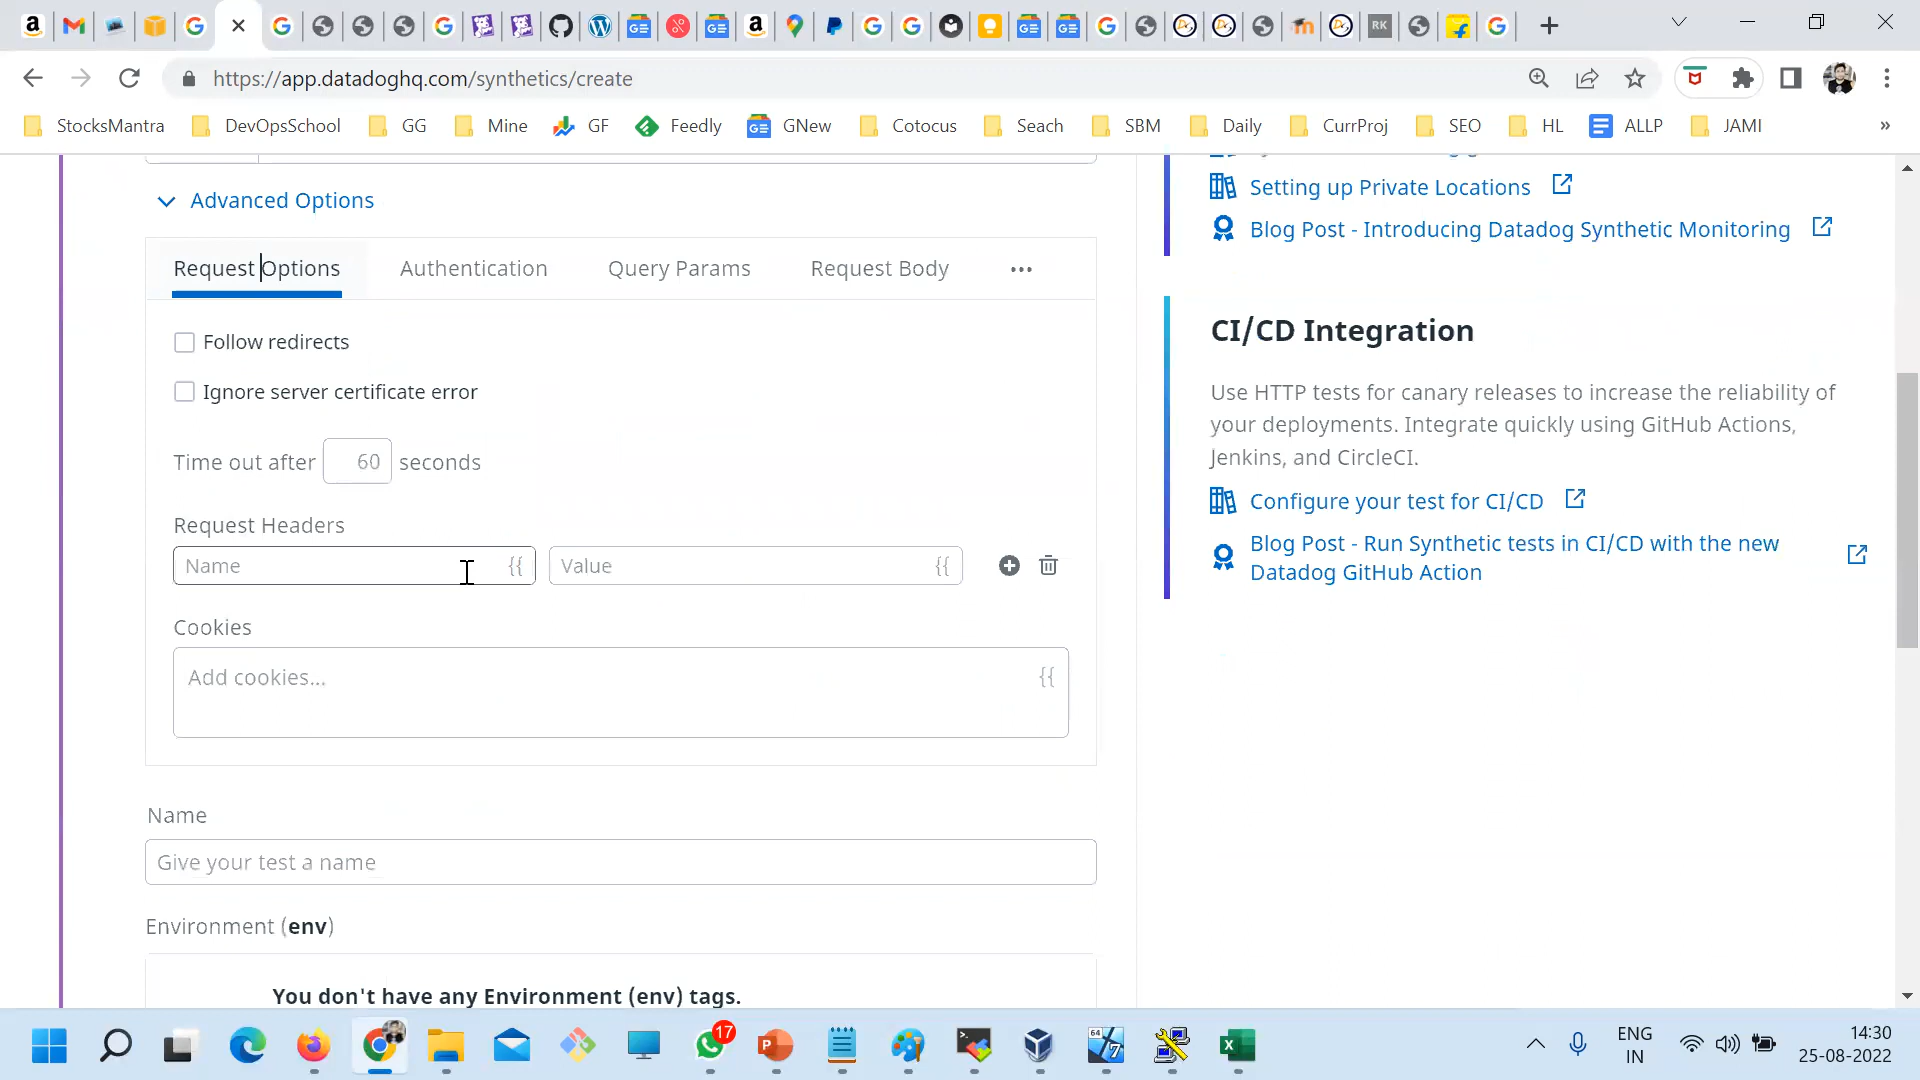 https://app.datadoghq.com/synthetics/create
StocksMantra DevOpsSchool GG Mine GF Feedly GNew Cotocus Seach SBM Daily CurrProj SEO HL ALLP JAMI »
Advanced Options
Request Options Authentication Query Params Request Body •••
Follow redirects
Ignore server certificate error
Time out after 60 seconds
Request Headers
Name {{ Value {{
Cookies
Add cookies... {{
Name
Give your test a name
Environment (env)
You don't have any Environment (env) tags.
Setting up Private Locations
Blog Post - Introducing Datadog Synthetic Monitoring
CI/CD Integration
Use HTTP tests for canary releases to increase the reliability of
your deployments. Integrate quickly using GitHub Actions,
Jenkins, and CircleCI.
Configure your test for CI/CD
Blog Post - Run Synthetic tests in CI/CD with the new
Datadog GitHub Action
17
64
7
ENG
IN
14:30
25-08-2022